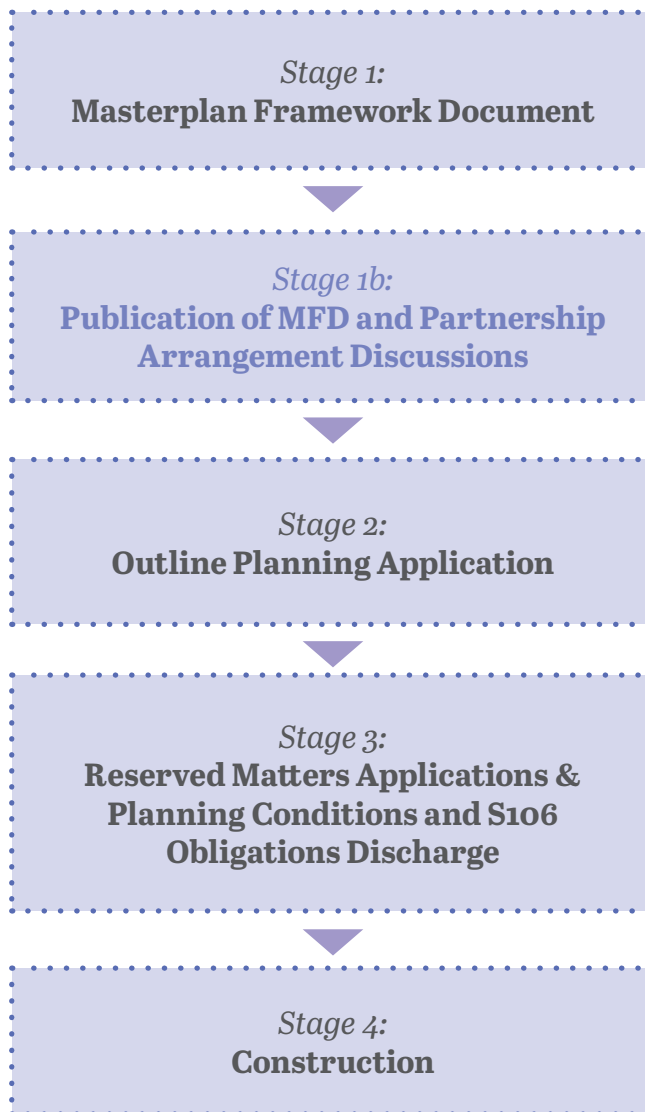 Stage 1:
Masterplan Framework Document
Stage 1b:
Publication of MFD and Partnership
Arrangement Discussions
Stage 2:
Outline Planning Application
Stage 3:
Reserved Matters Applications &
Planning Conditions and S106
Obligations Discharge
Stage 4:
Construction